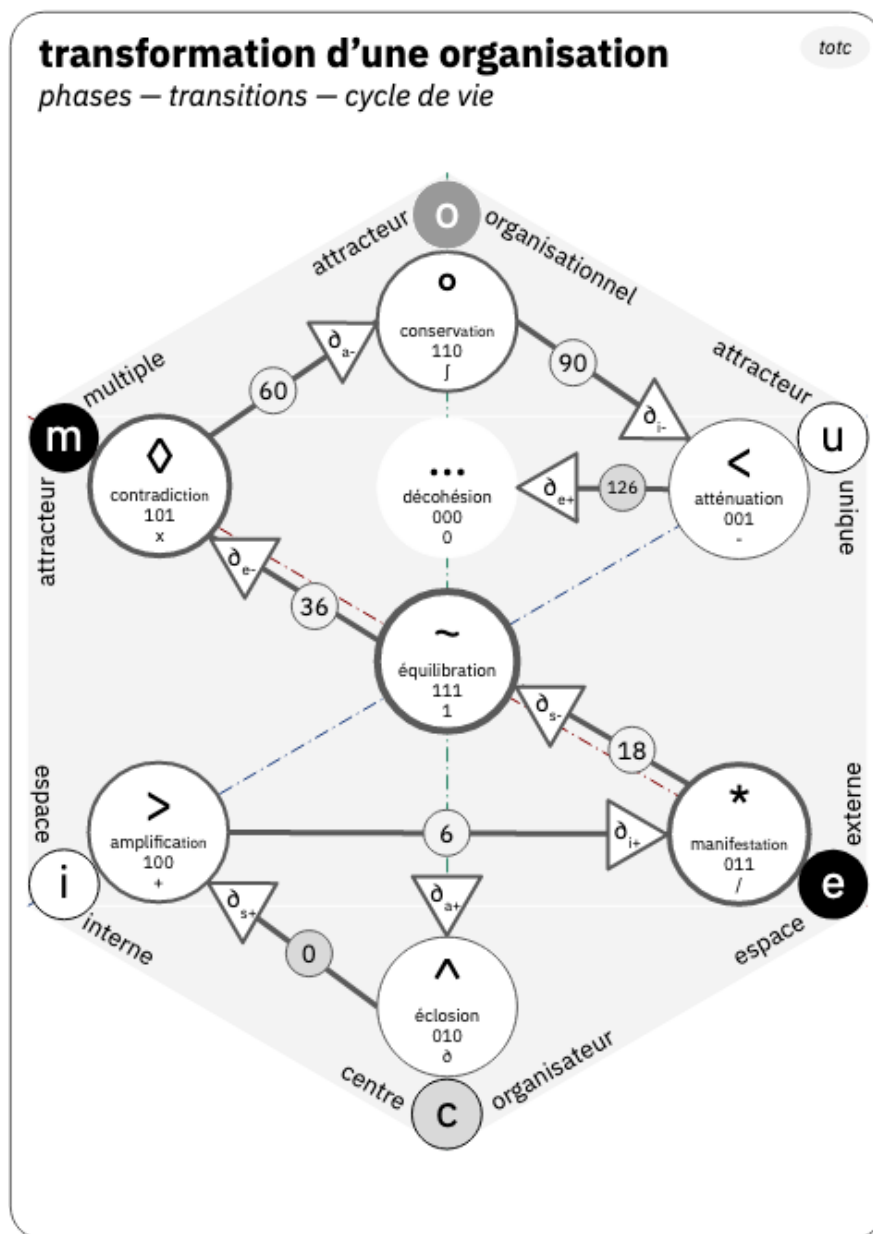 transformation d’une organisation
totc
phases — transitions — cycle de vie
attracteur
o
organisationnel
o
conservation
110
∫
∂a-
60
90
∂i-
multiple
m
attracteur
attracteur
u
unique
◊
contradiction
101
x
...
décohésion
000
0
∂e+
126
<
atténuation
001
-
∂e-
36
~
équilibration
111
1
∂s-
18
espace
i
interne
>
amplification
100
+
6
∂i+
*
manifestation
011
/
externe
e
espace
∂s+
0
∂a+
^
éclosion
010
∂
centre
c
organisateur